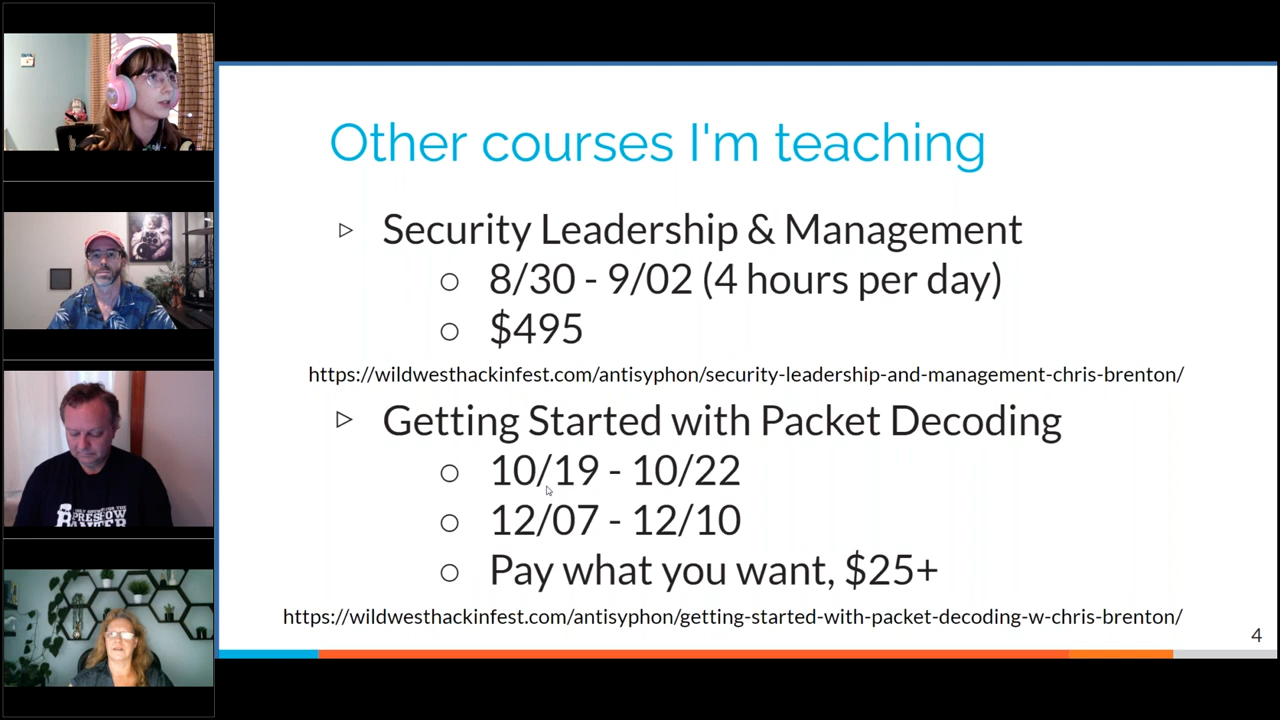 Other courses I'm teaching
▹ Security Leadership & Management
○ 8/30 - 9/02 (4 hours per day)
○ $495
https://wildwesthackinfest.com/antisyphon/security-leadership-and-management-chris-brenton/
▹ Getting Started with Packet Decoding
○ 10/19 - 10/22
○ 12/07 - 12/10
○ Pay what you want, $25+
https://wildwesthackinfest.com/antisyphon/getting-started-with-packet-decoding-w-chris-brenton/
4
PRESHOW
BANTER